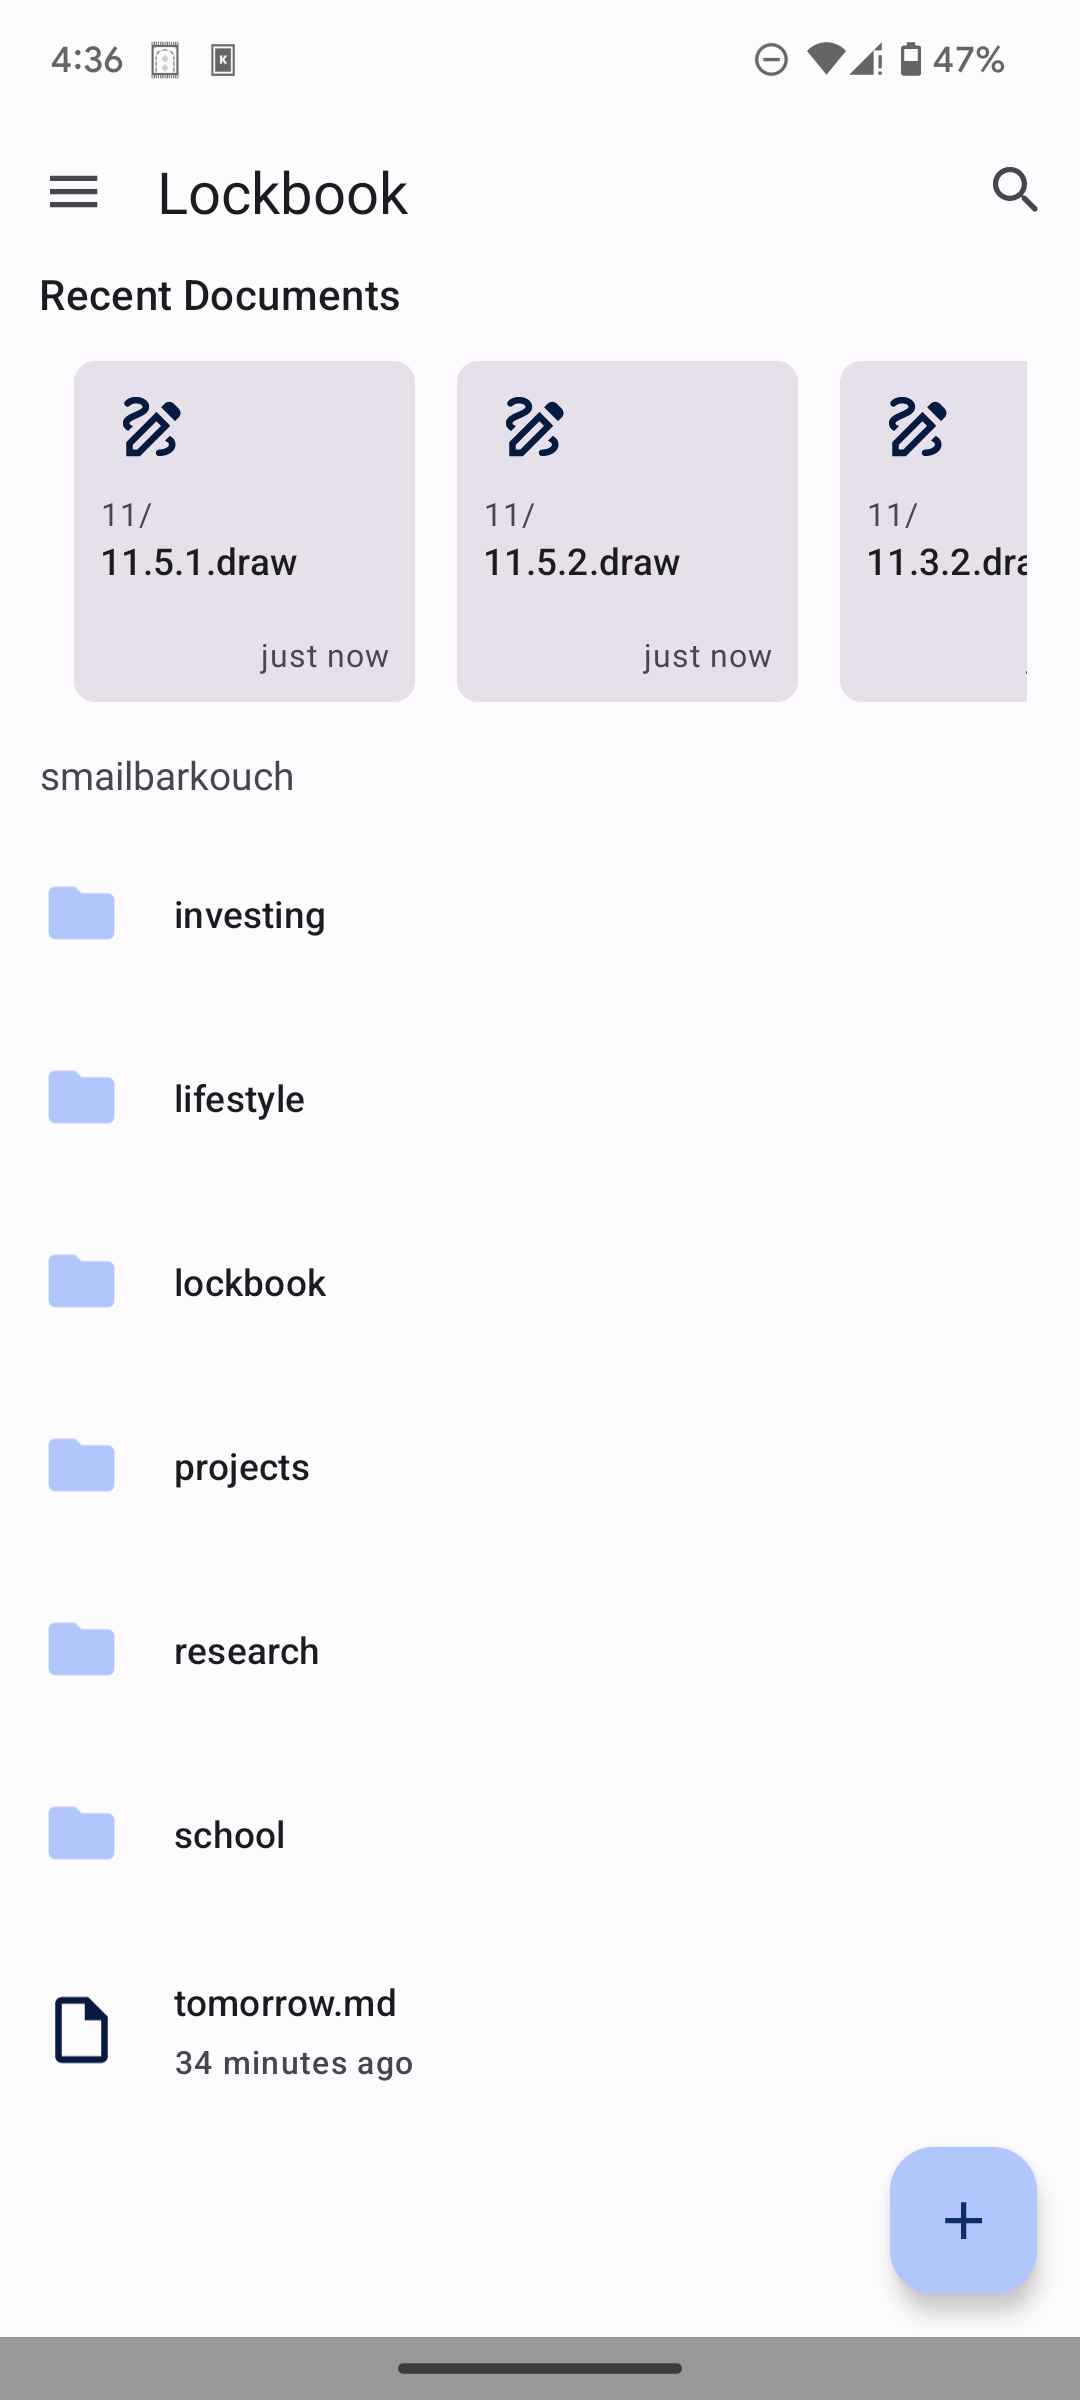 4:36
47%
Lockbook
Recent Documents
11/
11.5.1.draw
just now
11/
11.5.2.draw
just now
11/
11.3.2.dra
smailbarkouch
investing
lifestyle
lockbook
projects
research
school
tomorrow.md
34 minutes ago